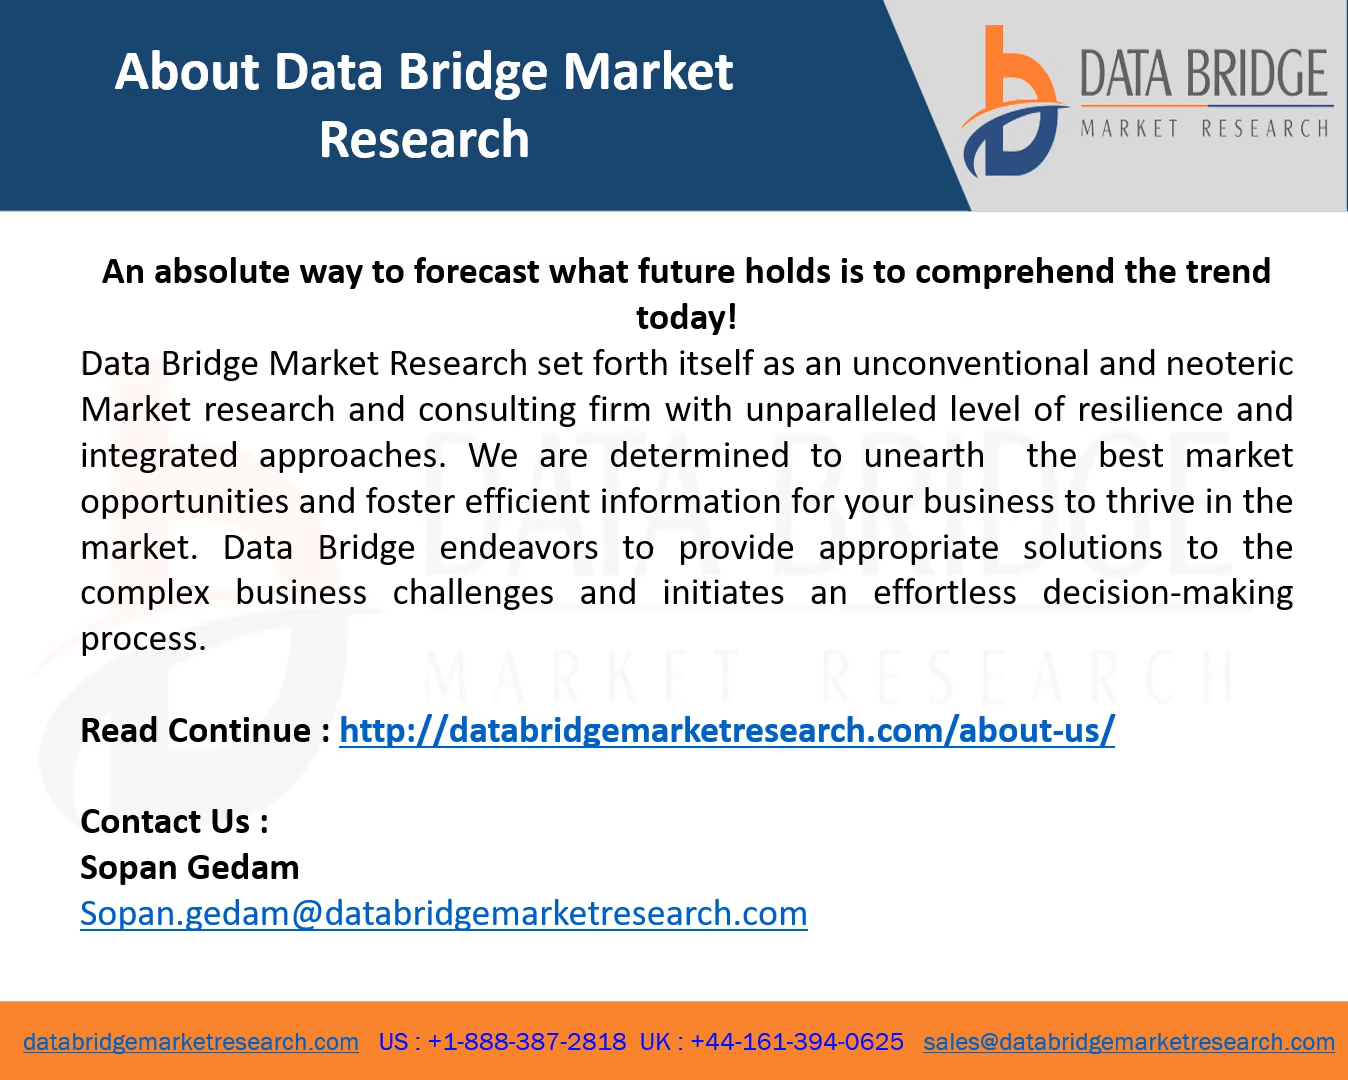 About Data Bridge Market
Research
DATA BRIDGE
MARKET RESEARCH
An absolute way to forecast what future holds is to comprehend the trend
today!
Data Bridge Market Research set forth itself as an unconventional and neoteric
Market research and consulting firm with unparalleled level of resilience and
integrated approaches. We are determined to unearth  the best market
opportunities and foster efficient information for your business to thrive in the
market. Data Bridge endeavors to provide appropriate solutions to the
complex business challenges and initiates an effortless decision-making
process.
DATA BRIDGE
MARKET RESEARCH
Read Continue : http://databridgemarketresearch.com/about-us/
Contact Us :
Sopan Gedam
Sopan.gedam@databridgemarketresearch.com
databridgemarketresearch.com US : +1-888-387-2818 UK : +44-161-394-0625 sales@databridgemarketresearch.com